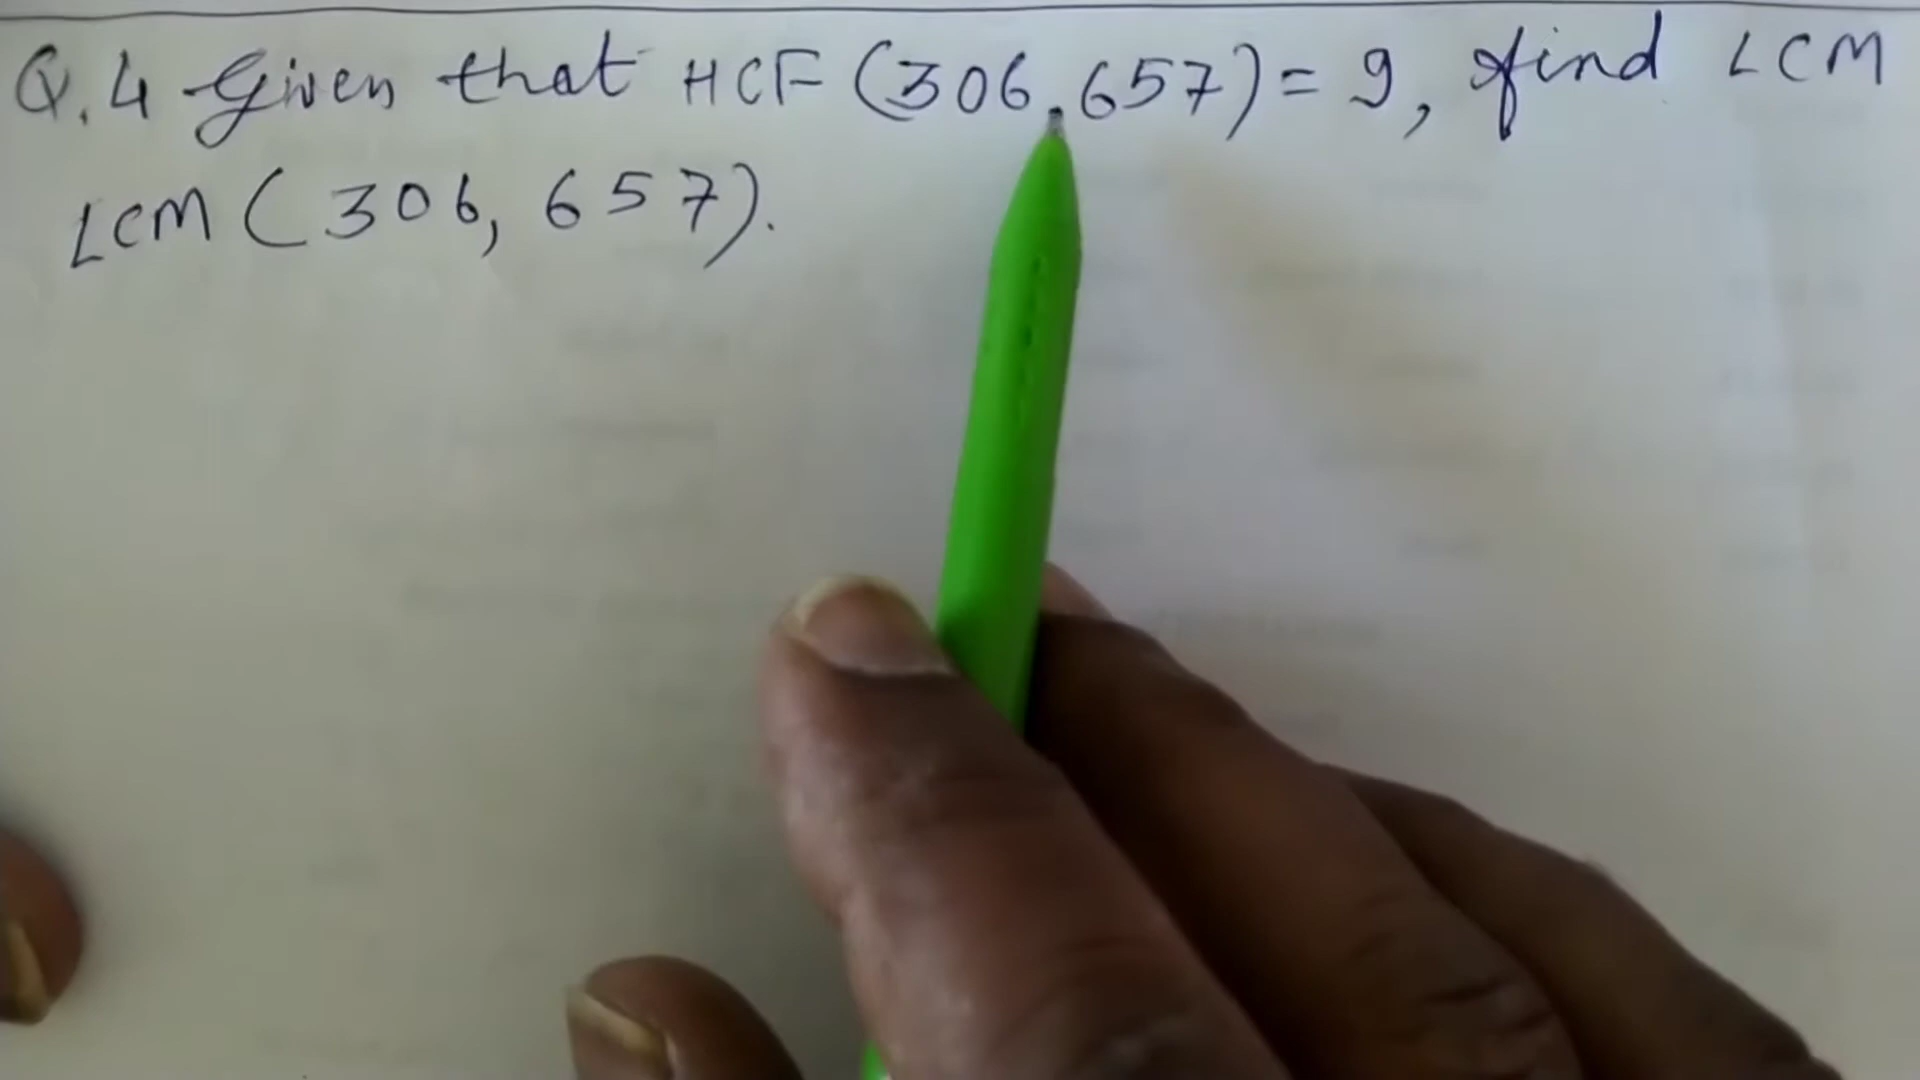 Q.4 Given that HCF (306,657) = 9, find LCM
LCM (306, 657).